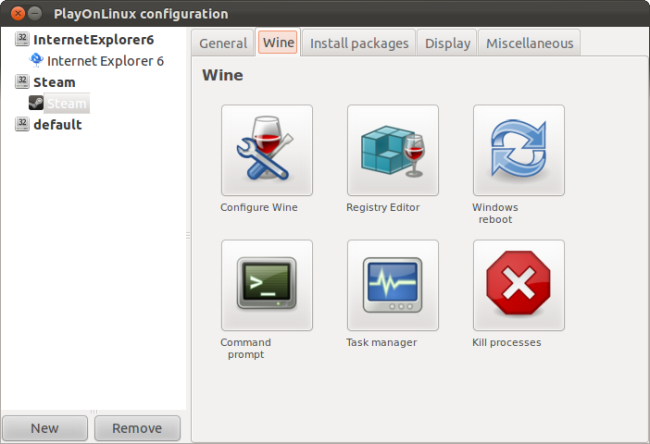 PlayOnLinux configuration
32 InternetExplorer6
Internet Explorer 6
32 Steam
Steam
32 default
New
Remove
General
Wine
Install packages
Display
Miscellaneous
Wine
Configure Wine
Registry Editor
Windows
reboot
>_
Command
prompt
Task manager
Kill processes